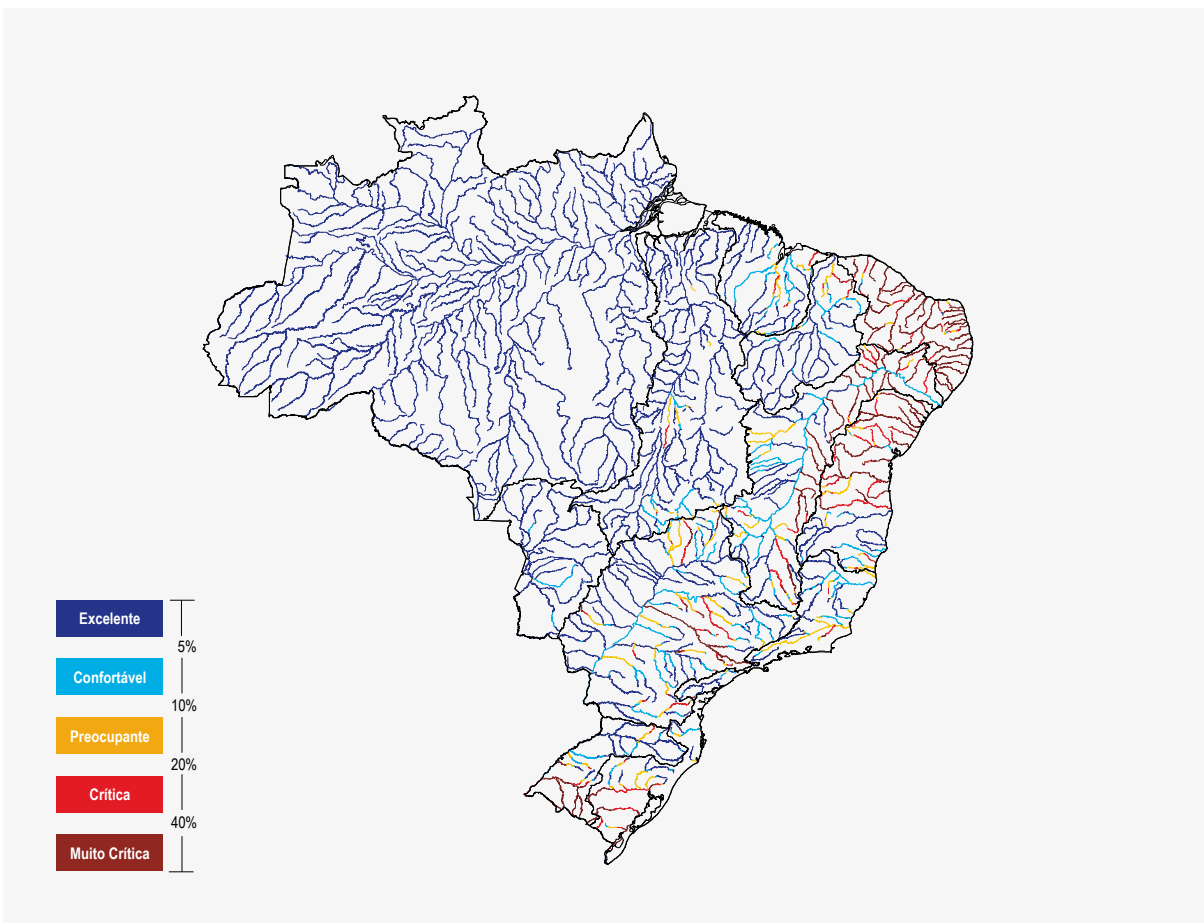 Excelente
5%
Confortável
10%
Preocupante
20%
Crítica
40%
Muito Crítica